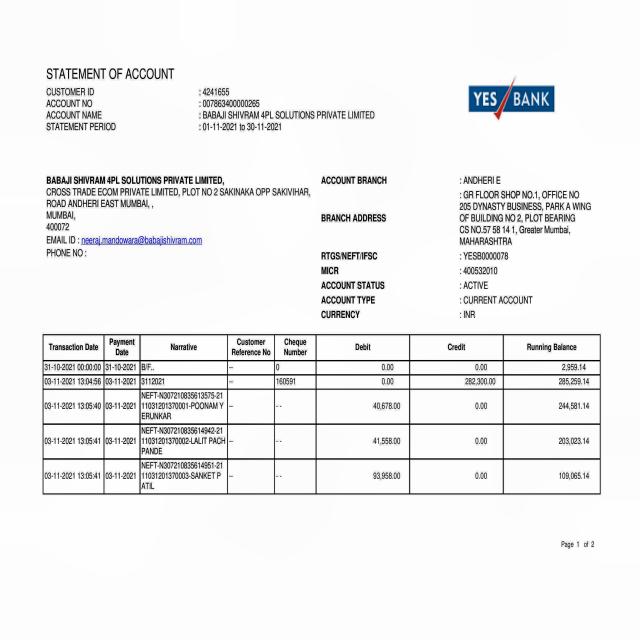 STATEMENT OF ACCOUNT
CUSTOMER ID : 4241655
ACCOUNT NO : 007863400000265
ACCOUNT NAME : BABAJI SHIVRAM 4PL SOLUTIONS PRIVATE LIMITED
STATEMENT PERIOD : 01-11-2021 to 30-11-2021
YES BANK
BABAJI SHIVRAM 4PL SOLUTIONS PRIVATE LIMITED,
CROSS TRADE ECOM PRIVATE LIMITED, PLOT NO 2 SAKINAKA OPP SAKIVIHAR,
ROAD ANDHERI EAST MUMBAI, ,
MUMBAI,
400072
EMAIL ID : neeraj.mandowara@babajishivram.com
PHONE NO :
ACCOUNT BRANCH : ANDHERI E
BRANCH ADDRESS : GR FLOOR SHOP NO.1, OFFICE NO
205 DYNASTY BUSINESS, PARK A WING
OF BUILDING NO 2, PLOT BEARING
CS NO.57 58 14 1, Greater Mumbai,
MAHARASHTRA
RTGS/NEFT/IFSC : YESB0000078
MICR : 400532010
ACCOUNT STATUS : ACTIVE
ACCOUNT TYPE : CURRENT ACCOUNT
CURRENCY : INR
Transaction Date Payment Date Narrative Customer Reference No Cheque Number Debit Credit Running Balance
31-10-2021 00:00:00 31-10-2021 B/F.. -- 0 0.00 0.00 2,959.14
03-11-2021 13:04:56 03-11-2021 3112021 -- 160591 0.00 282,300.00 285,259.14
03-11-2021 13:05:40 03-11-2021 NEFT-N307210835613575-21 -- - - 40,678.00 0.00 244,581.14
11031201370001-POONAM Y
ERUNKAR
03-11-2021 13:05:41 03-11-2021 NEFT-N307210835614942-21 -- - - 41,558.00 0.00 203,023.14
11031201370002-LALIT PACH
PANDE
03-11-2021 13:05:41 03-11-2021 NEFT-N307210835614951-21 -- - - 93,958.00 0.00 109,065.14
11031201370003-SANKET P
ATIL
Page 1 of 2